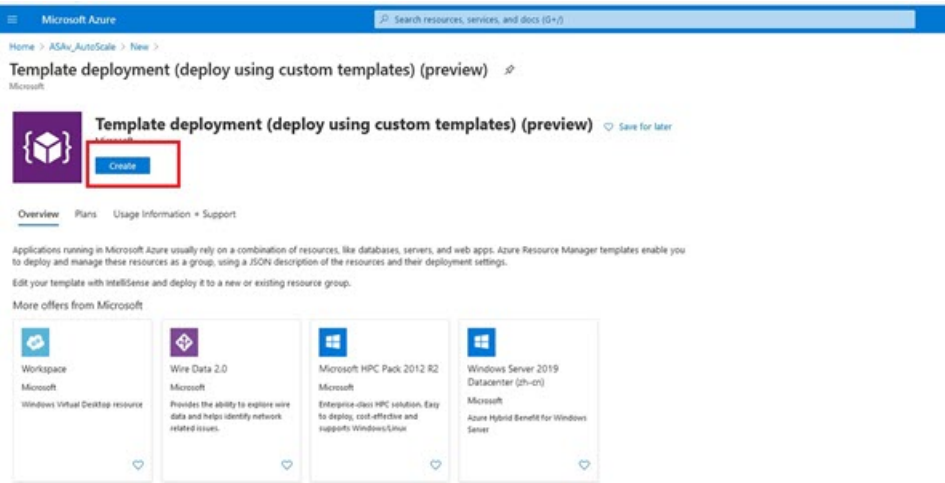 Microsoft Azure
Search resources, services, and docs (G+/)
Home > ASAv_AutoScale > New >
Template deployment (deploy using custom templates) (preview)
Microsoft
Template deployment (deploy using custom templates) (preview)
Save for later
Microsoft
Create
Overview Plans Usage Information + Support
Applications running in Microsoft Azure usually rely on a combination of resources, like databases, servers, and web apps. Azure Resource Manager templates enable you
to deploy and manage these resources as a group, using a JSON description of the resources and their deployment settings.
Edit your template with IntelliSense and deploy it to a new or existing resource group.
More offers from Microsoft
Workspace
Microsoft
Windows Virtual Desktop resource
Wire Data 2.0
Microsoft
Provides the ability to explore wire
data and helps identify network
related issues.
Microsoft HPC Pack 2012 R2
Microsoft
Enterprise-class HPC solution. Easy
to deploy, cost-effective and
supports Windows/Linux
Windows Server 2019
Datacenter (zh-cn)
Microsoft
Azure Hybrid Benefit for Windows
Server